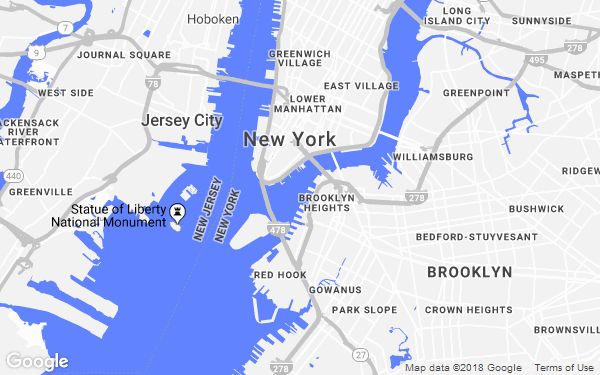 Hoboken
LONG
ISLAND CITY
SUNNYSIDE
7
9
JOURNAL SQUARE
GREENWICH
VILLAGE
278
495
MASPETH
78
EAST VILLAGE
WEST SIDE
LOWER
MANHATTAN
GREENPOINT
Jersey City
ACKENSACK
RIVER
ATERFRONT
New York
WILLIAMSBURG
RIDGEW
440
GREENVILLE
278
BROOKLYN
HEIGHTS
Statue of Liberty
National Monument
NEW JERSEY
NEW YORK
BUSHWICK
478
BEDFORD-STUYVESANT
RED HOOK
BROOKLYN
GOWANUS
PARK SLOPE
CROWN HEIGHTS
BROWNSVIL
27
278
Google
Map data ©2018 Google
Terms of Use